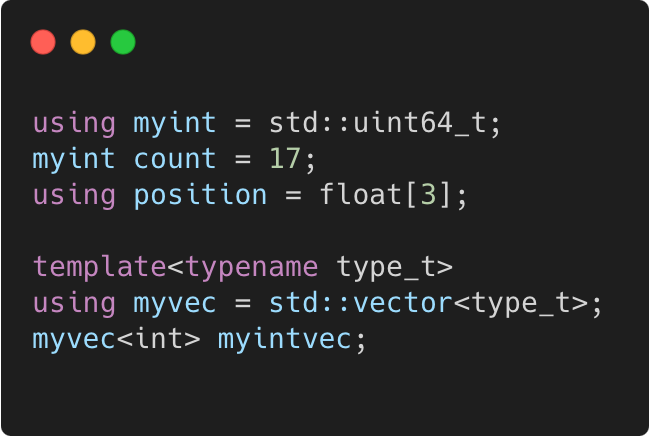 using myint = std::uint64_t;
myint count = 17;
using position = float[3];
template<typename type_t>
using myvec = std::vector<type_t>;
myvec<int> myintvec;